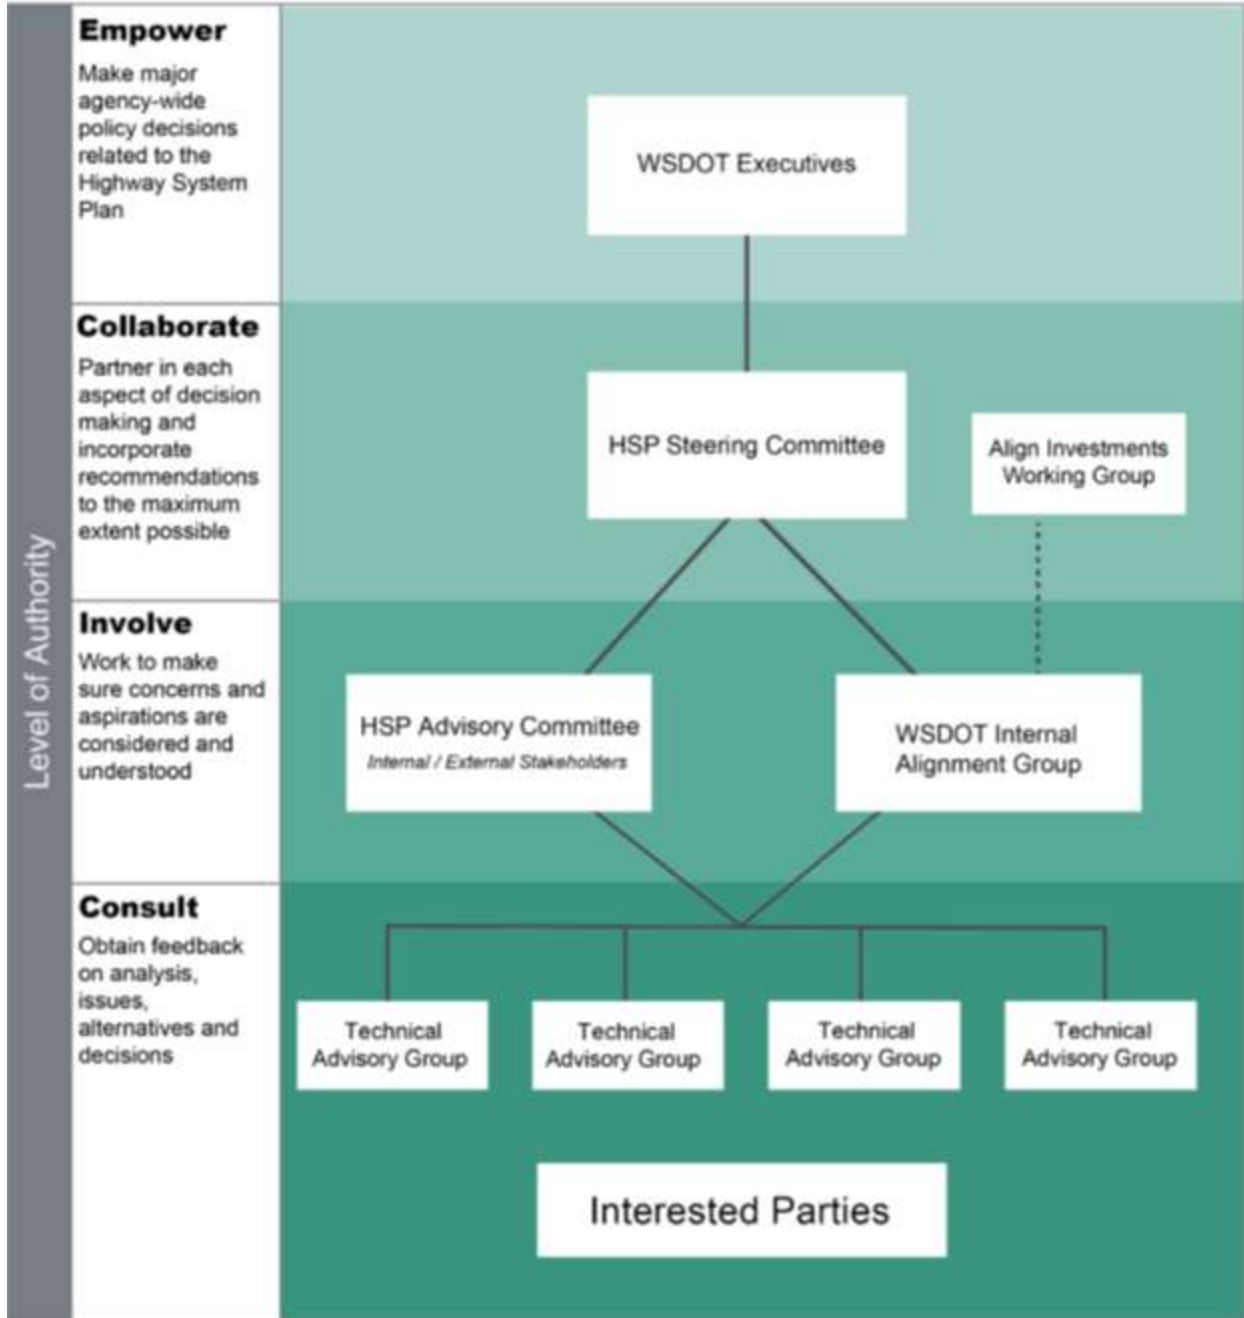 Level of Authority
Empower
Make major
agency-wide
policy decisions
related to the
Highway System
Plan
WSDOT Executives
Collaborate
Partner in each
aspect of decision
making and
incorporate
recommendations
to the maximum
extent possible
HSP Steering Committee
Align Investments
Working Group
Involve
Work to make
sure concerns and
aspirations are
considered and
understood
HSP Advisory Committee
Internal / External Stakeholders
WSDOT Internal
Alignment Group
Consult
Obtain feedback
on analysis,
issues,
alternatives and
decisions
Technical
Advisory Group
Technical
Advisory Group
Technical
Advisory Group
Technical
Advisory Group
Interested Parties